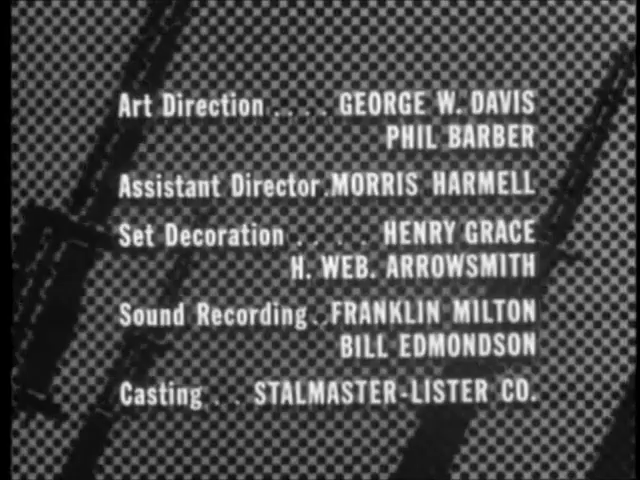 Art Direction . . . . GEORGE W. DAVIS
PHIL BARBER
Assistant Director . MORRIS HARMELL
Set Decoration . . . . HENRY GRACE
H. WEB. ARROWSMITH
Sound Recording . . FRANKLIN MILTON
BILL EDMONDSON
Casting . . STALMASTER-LISTER CO.